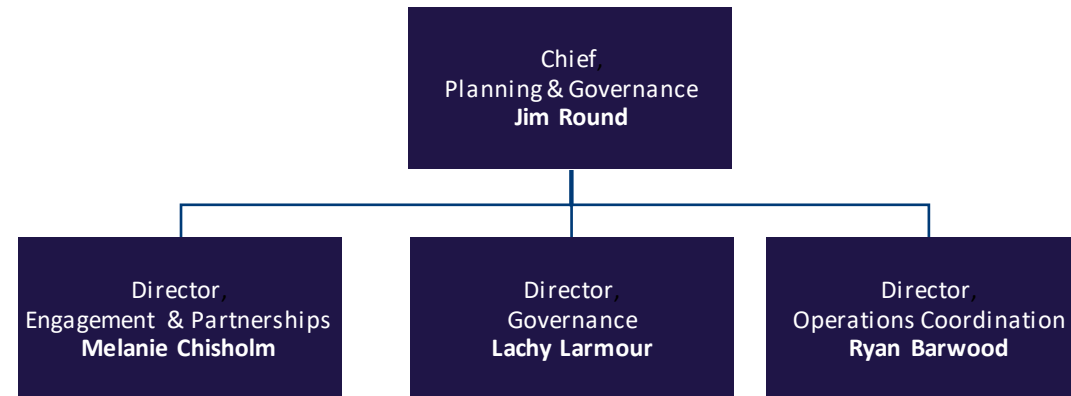 Chief,
Planning & Governance
Jim Round
Director,
Engagement & Partnerships
Melanie Chisholm
Director,
Governance
Lachy Larmour
Director,
Operations Coordination
Ryan Barwood